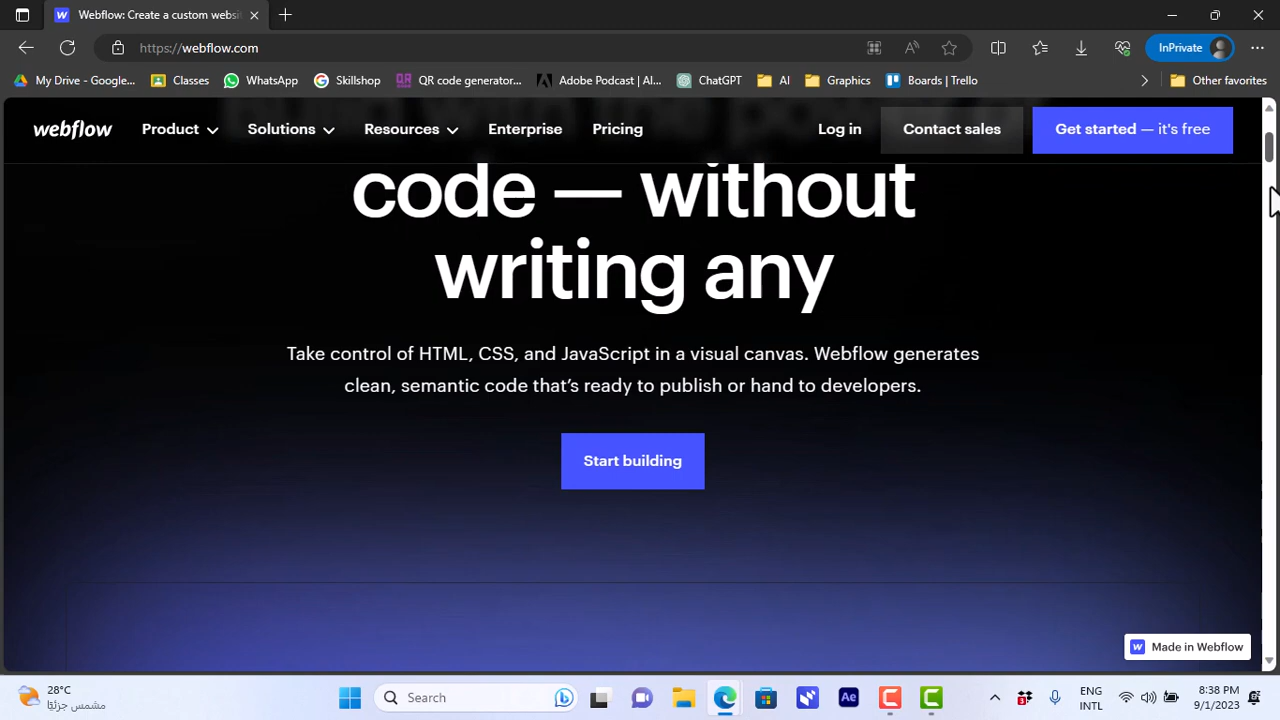 Webflow: Create a custom websit
https://webflow.com
InPrivate
My Drive - Google...
Classes
WhatsApp
Skillshop
QR code generator...
Adobe Podcast | AI...
ChatGPT
AI
Graphics
Boards | Trello
Other favorites
webflow
Product
Solutions
Resources
Enterprise
Pricing
Log in
Contact sales
Get started — it's free
code — without
writing any
Take control of HTML, CSS, and JavaScript in a visual canvas. Webflow generates
clean, semantic code that's ready to publish or hand to developers.
Start building
Made in Webflow
28°C
مشمس جزئيًا
Search
Ae
3
ENG
INTL
8:38 PM
9/1/2023